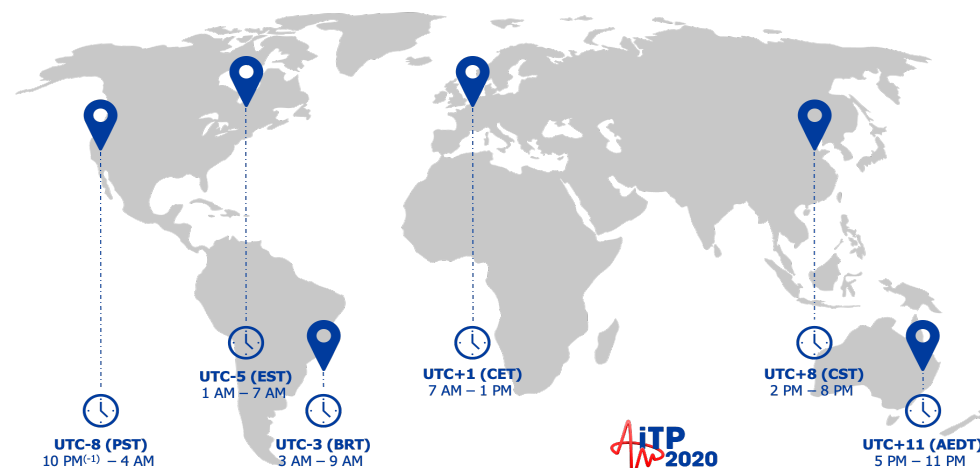 UTC-5 (EST)
1 AM – 7 AM
UTC+1 (CET)
7 AM – 1 PM
UTC+8 (CST)
2 PM – 8 PM
UTC-8 (PST)
10 PM(-1) – 4 AM
UTC-3 (BRT)
3 AM – 9 AM
AM iTP
2020
UTC+11 (AEDT)
5 PM – 11 PM